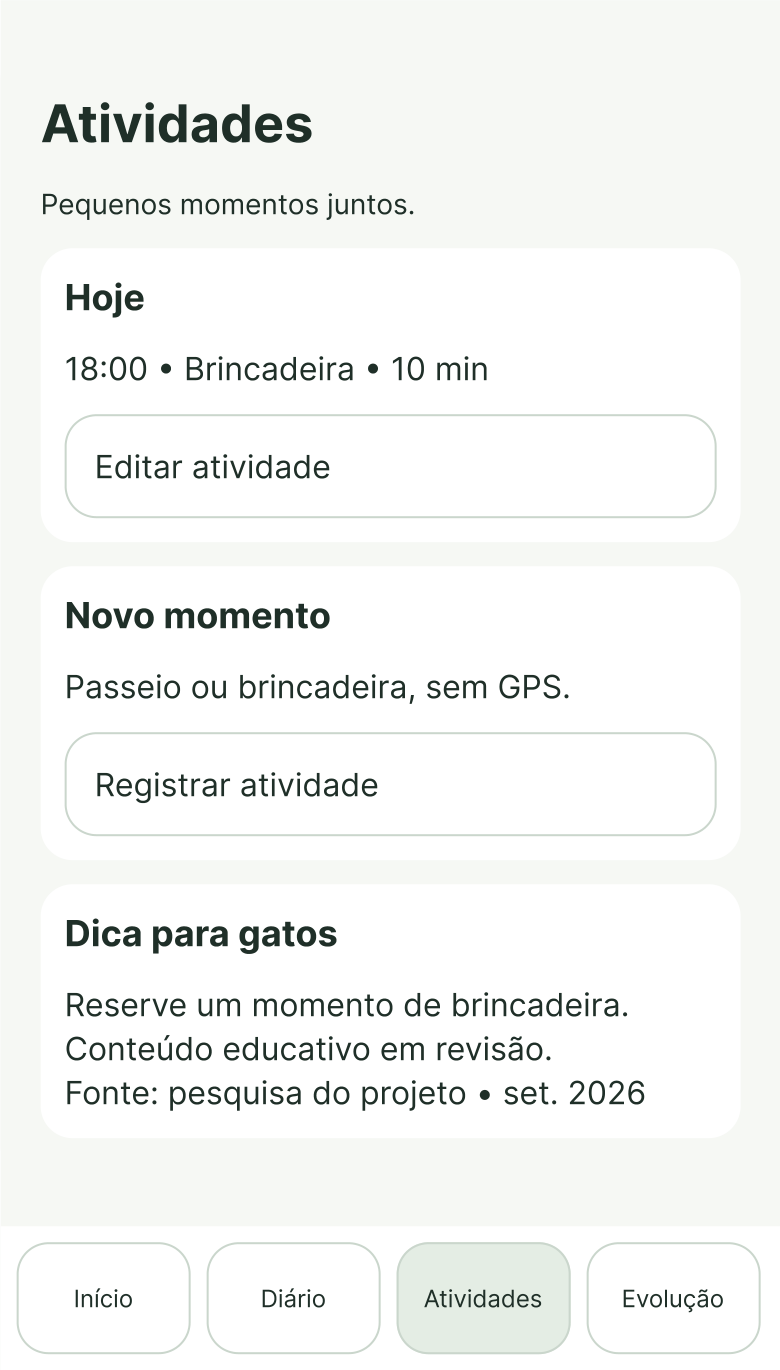 Atividades
Pequenos momentos juntos.
Hoje
18:00 • Brincadeira • 10 min
Editar atividade
Novo momento
Passeio ou brincadeira, sem GPS.
Registrar atividade
Dica para gatos
Reserve um momento de brincadeira.
Conteúdo educativo em revisão.
Fonte: pesquisa do projeto • set. 2026
Início
Diário
Atividades
Evolução